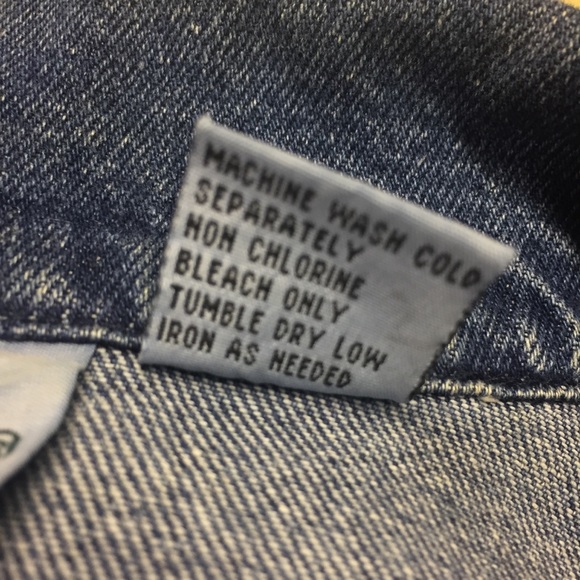 MACHINE WASH COLD
SEPARATELY
NON CHLORINE
BLEACH ONLY
TUMBLE DRY LOW
IRON AS NEEDED